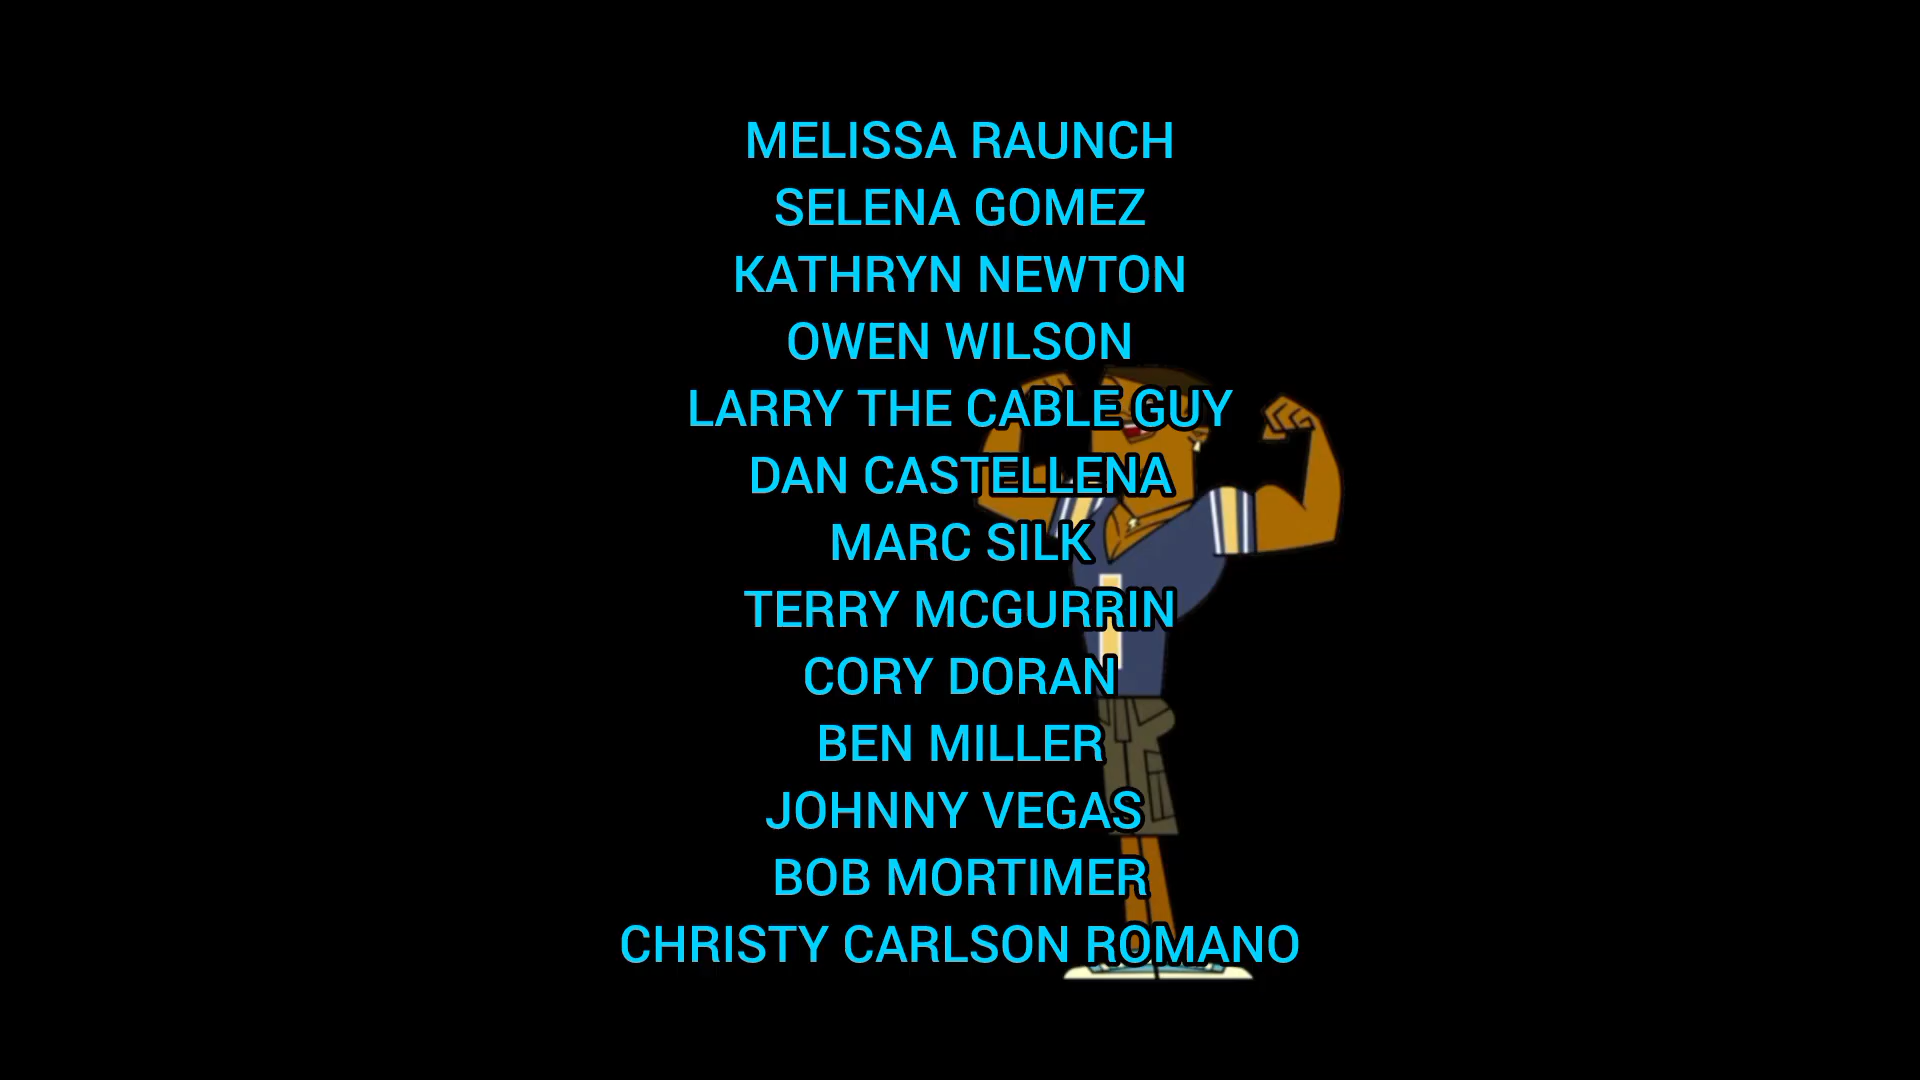 MELISSA RAUNCH
SELENA GOMEZ
KATHRYN NEWTON
OWEN WILSON
LARRY THE CABLE GUY
DAN CASTELLENA
MARC SILK
TERRY MCGURRIN
CORY DORAN
BEN MILLER
JOHNNY VEGAS
BOB MORTIMER
CHRISTY CARLSON ROMANO